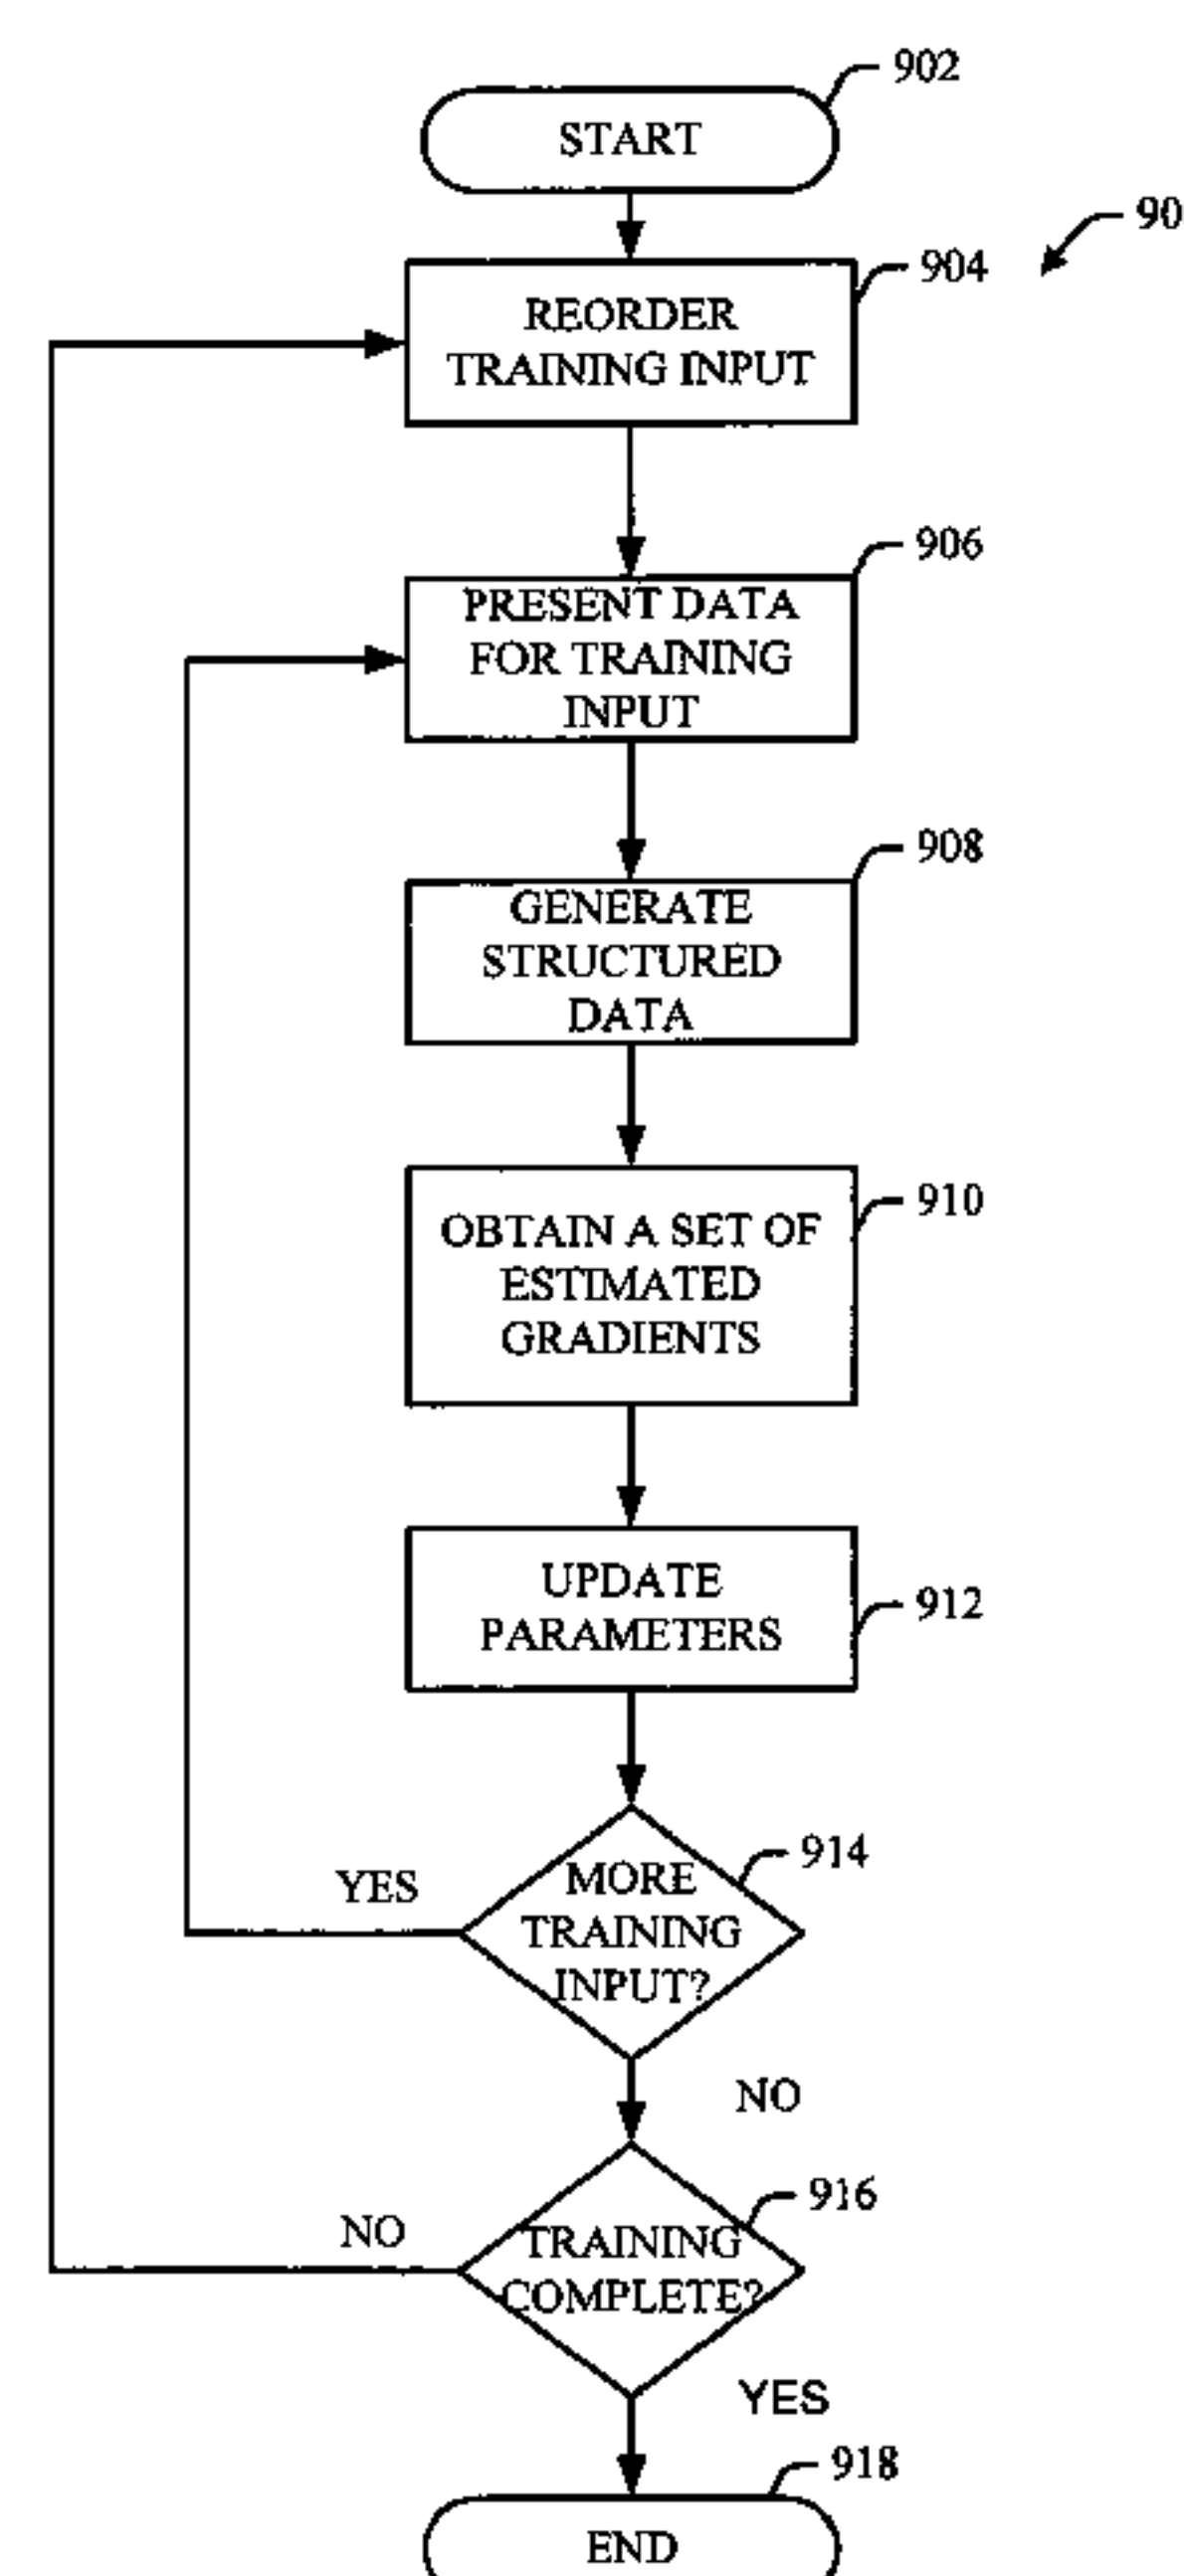 902
START
90
904
REORDER
TRAINING INPUT
906
PRESENT DATA
FOR TRAINING
INPUT
908
GENERATE
STRUCTURED
DATA
910
OBTAIN A SET OF
ESTIMATED
GRADIENTS
912
UPDATE
PARAMETERS
914
YES
MORE
TRAINING
INPUT?
NO
916
NO
TRAINING
COMPLETE?
YES
918
END